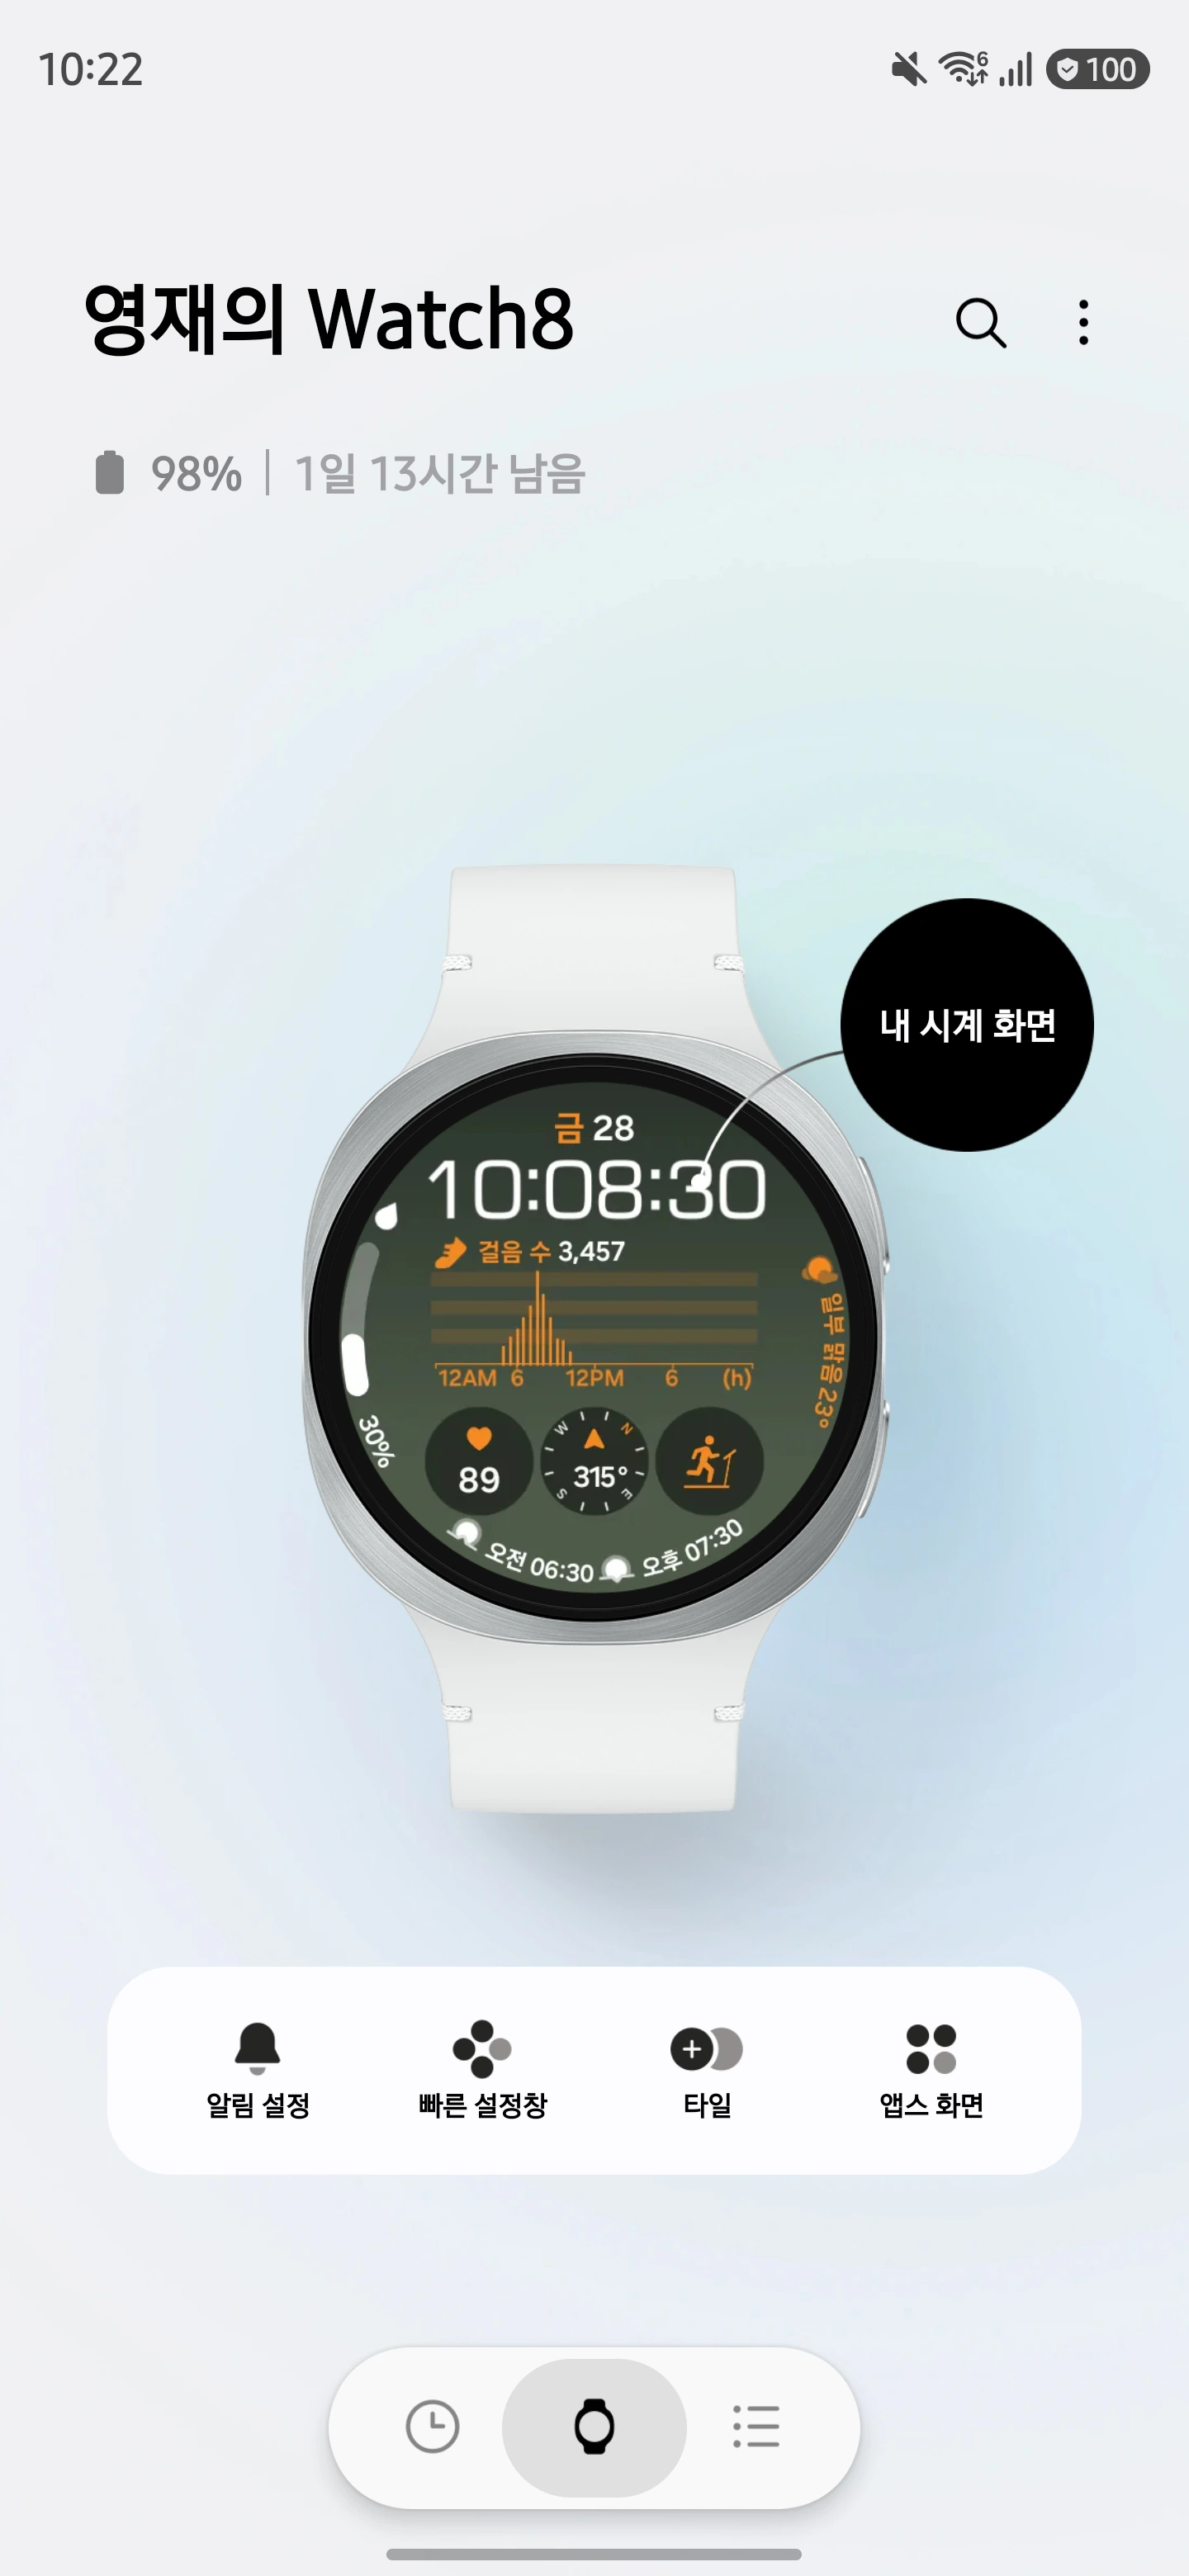 10:22
6
100
영재의 Watch8
98% | 1일 13시간 남음
내 시계 화면
금 28
10:08:30
걸음 수 3,457
일부 맑음 23°
12AM 6 12PM 6 (h)
30%
89
W N
315°
S E
오전 06:30 오후 07:30
알림 설정 빠른 설정창 타일 앱스 화면